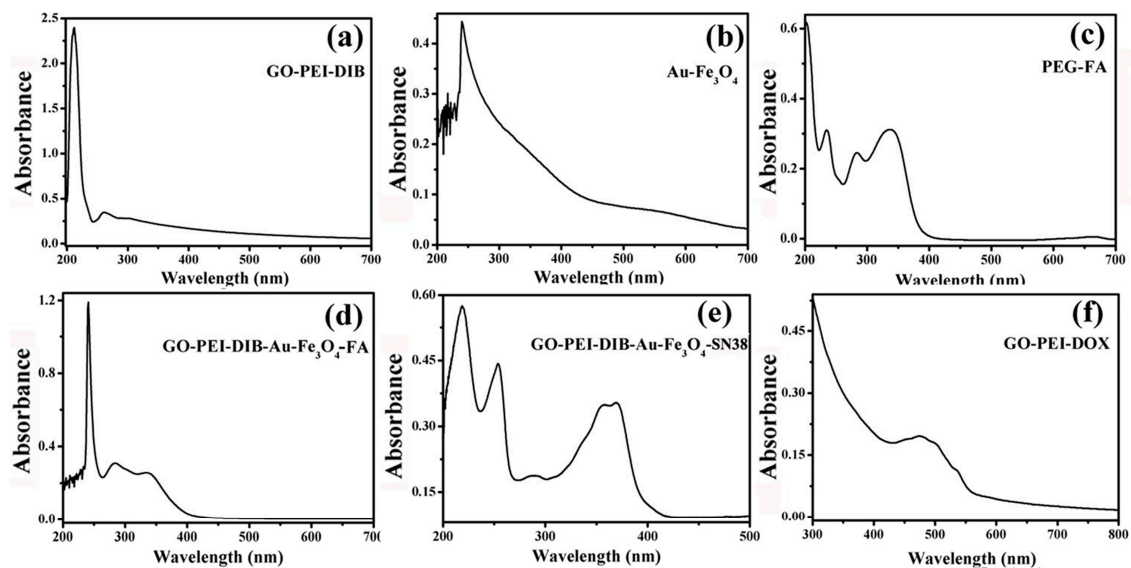 (a)
GO-PEI-DIB
Absorbance
2.5
2.0
1.5
1.0
0.5
0.0
200 300 400 500 600 700
Wavelength (nm)
(b)
Au-Fe₃O₄
Absorbance
0.4
0.3
0.2
0.1
0.0
200 300 400 500 600 700
Wavelength (nm)
(c)
PEG-FA
Absorbance
0.6
0.4
0.2
0.0
200 300 400 500 600 700
Wavelength (nm)
(d)
GO-PEI-DIB-Au-Fe₃O₄-FA
Absorbance
1.2
0.8
0.4
0.0
200 300 400 500 600 700
Wavelength (nm)
(e)
GO-PEI-DIB-Au-Fe₃O₄-SN38
Absorbance
0.60
0.45
0.30
0.15
200 300 400 500
Wavelength (nm)
(f)
GO-PEI-DOX
Absorbance
0.45
0.30
0.15
0.00
300 400 500 600 700 800
Wavelength (nm)